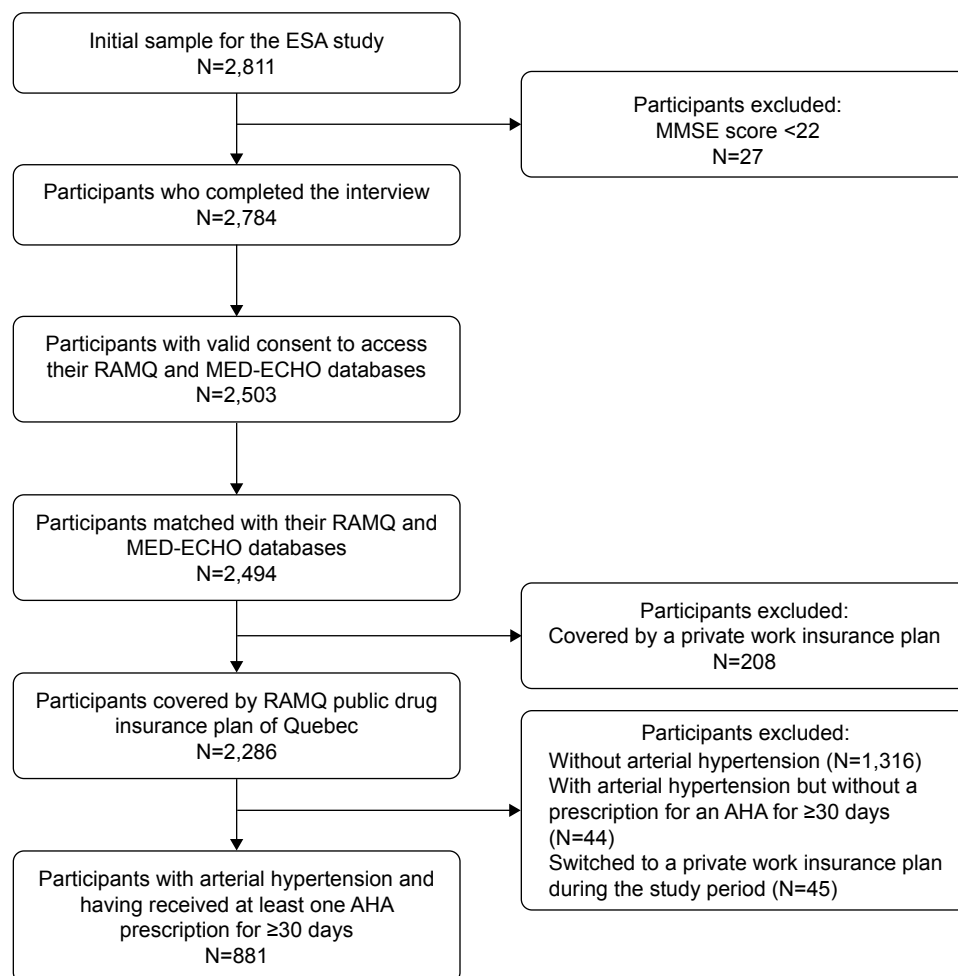 Initial sample for the ESA study
N=2,811
Participants excluded:
MMSE score <22
N=27
Participants who completed the interview
N=2,784
Participants with valid consent to access
their RAMQ and MED-ECHO databases
N=2,503
Participants matched with their RAMQ and
MED-ECHO databases
N=2,494
Participants excluded:
Covered by a private work insurance plan
N=208
Participants covered by RAMQ public drug
insurance plan of Quebec
N=2,286
Participants excluded:
Without arterial hypertension (N=1,316)
With arterial hypertension but without a
prescription for an AHA for ≥30 days
(N=44)
Switched to a private work insurance plan
during the study period (N=45)
Participants with arterial hypertension and
having received at least one AHA
prescription for ≥30 days
N=881